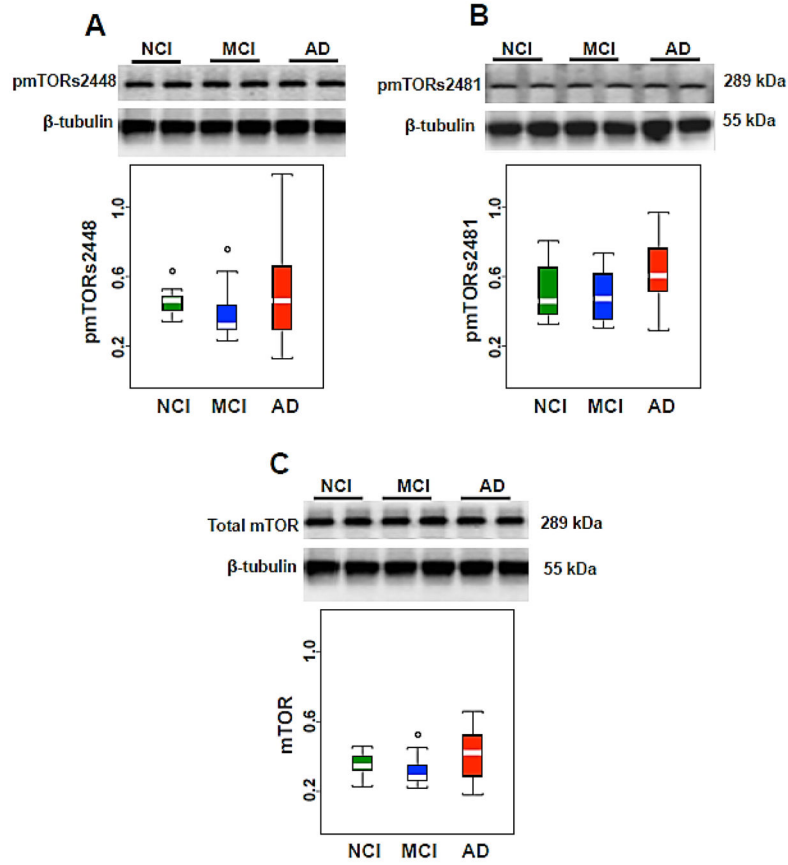 A
NCI MCI AD
pmTORs2448
β-tubulin
pmTORs2448
1.0
0.6
0.2
NCI MCI AD
B
NCI MCI AD
pmTORs2481 289 kDa
β-tubulin 55 kDa
pmTORs2481
1.0
0.6
0.2
NCI MCI AD
C
NCI MCI AD
Total mTOR 289 kDa
β-tubulin 55 kDa
mTOR
1.0
0.6
0.2
NCI MCI AD